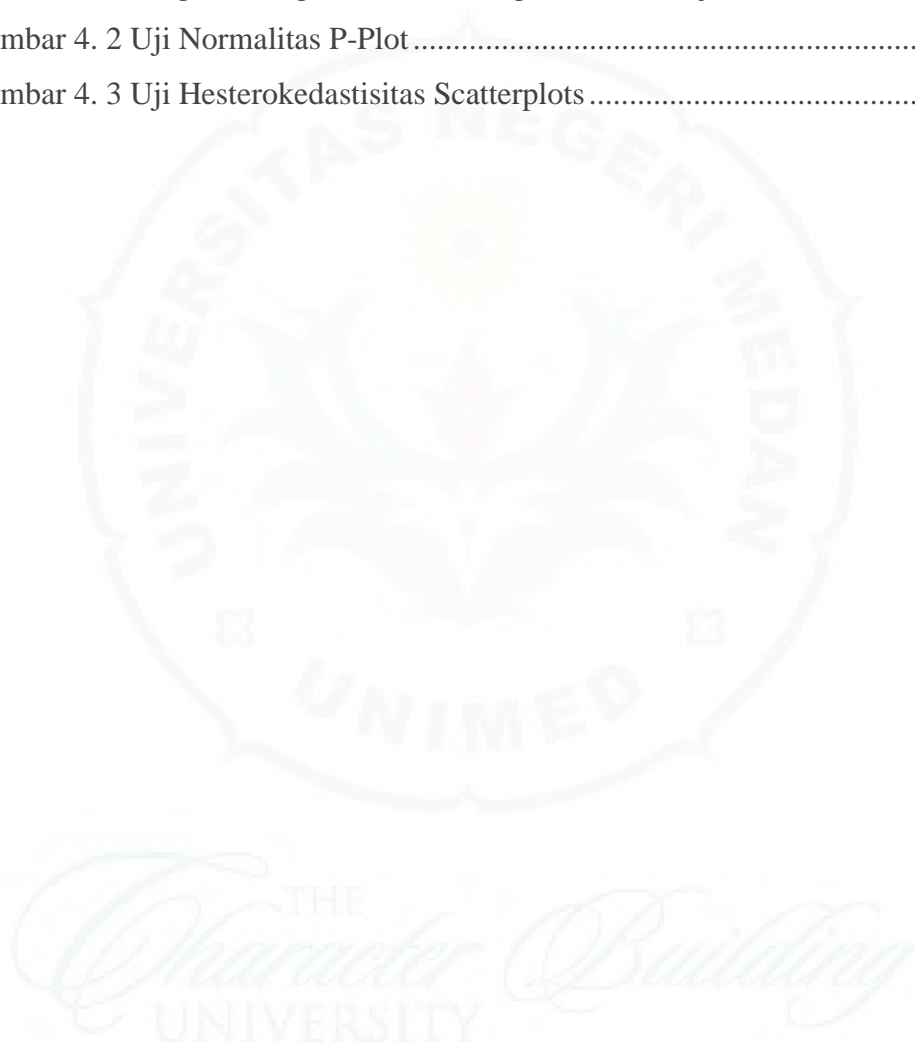 mbar 4. 2 Uji Normalitas P-Plot ................................................................
mbar 4. 3 Uji Hesterokedastisitas Scatterplots .........................................
UNIVERSITAS NEGERI MEDAN
UNIMED
THE
Character Building
UNIVERSITY